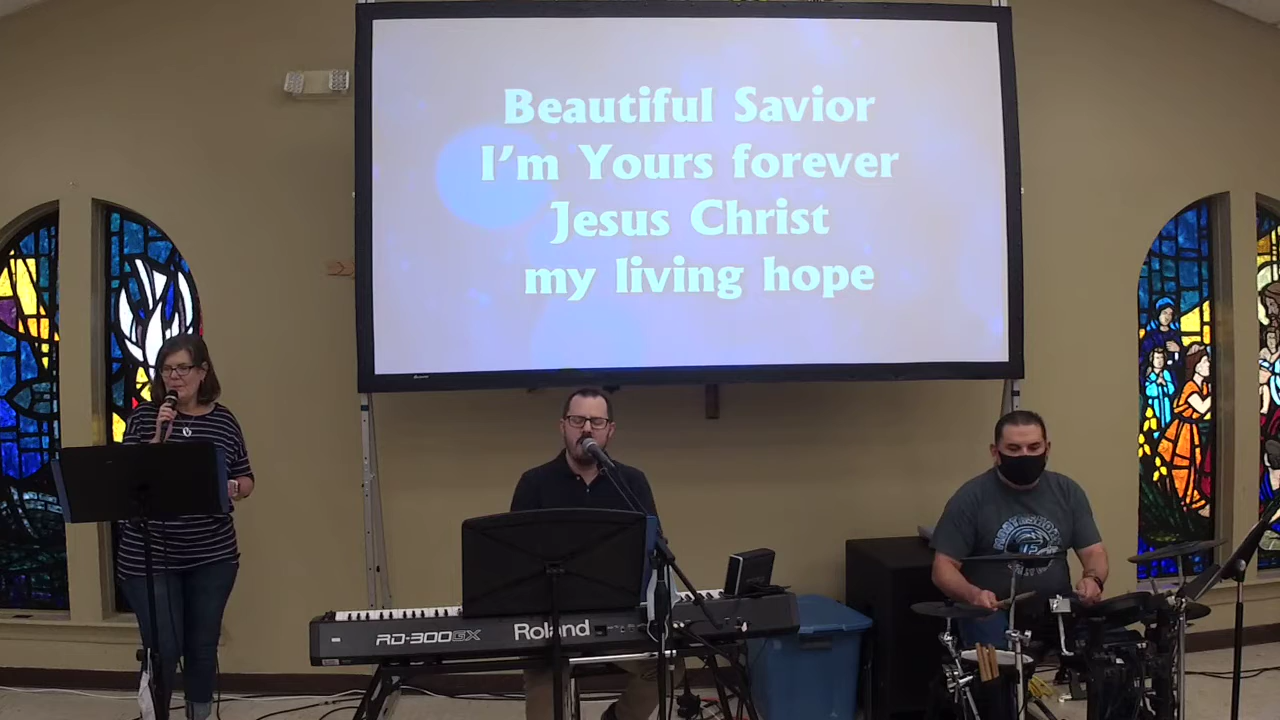 Beautiful Savior
I'm Yours forever
Jesus Christ
my living hope
RD-300GX
Roland